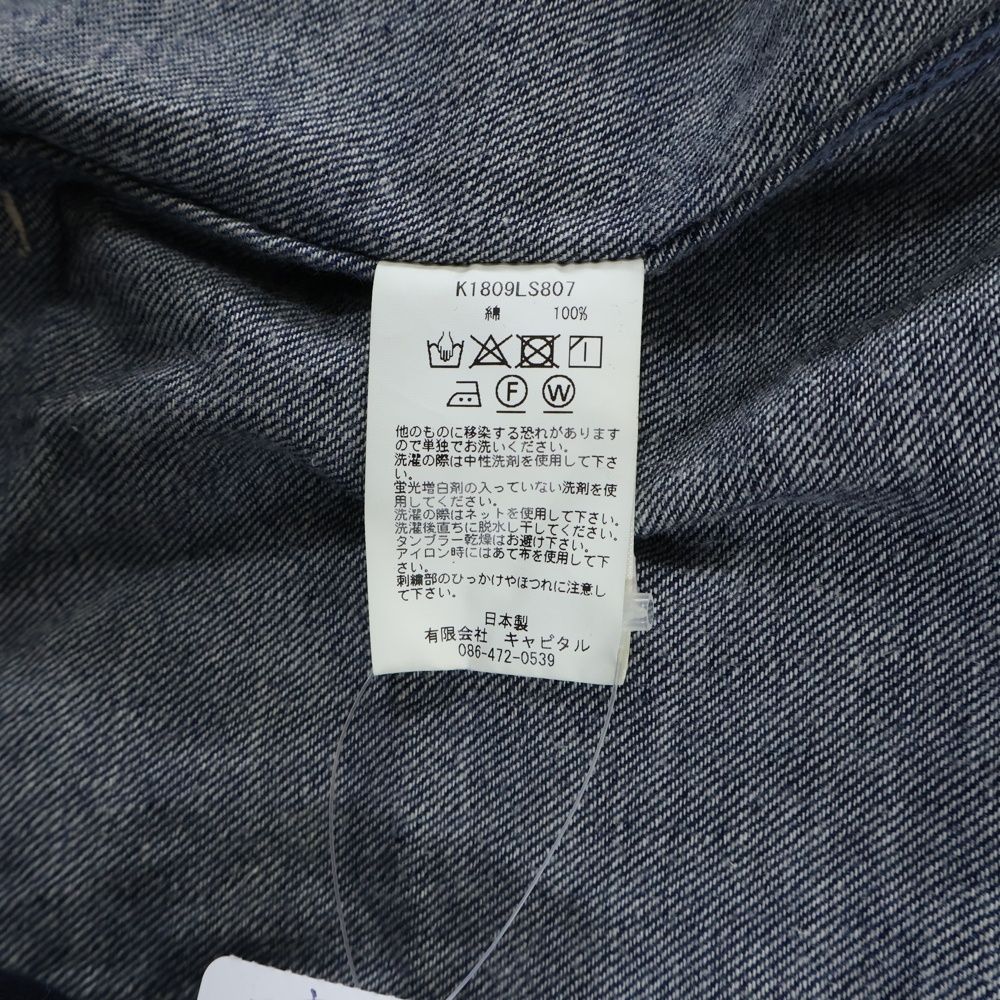 K1809LS807
綿 100%
F W
他のものに移染する恐れがあります
ので単独でお洗いください。
洗濯の際は中性洗剤を使用して下さ
い。
蛍光増白剤の入っていない洗剤を使
用してください。
洗濯の際はネットを使用して下さい。
洗濯後直ちに脱水し干してください。
タンブラー乾燥はお避け下さい。
アイロン時にはあて布を使用して下
さい。
刺繍部のひっかけやほつれに注意し
て下さい。
日本製
有限会社 キャピタル
086-472-0539